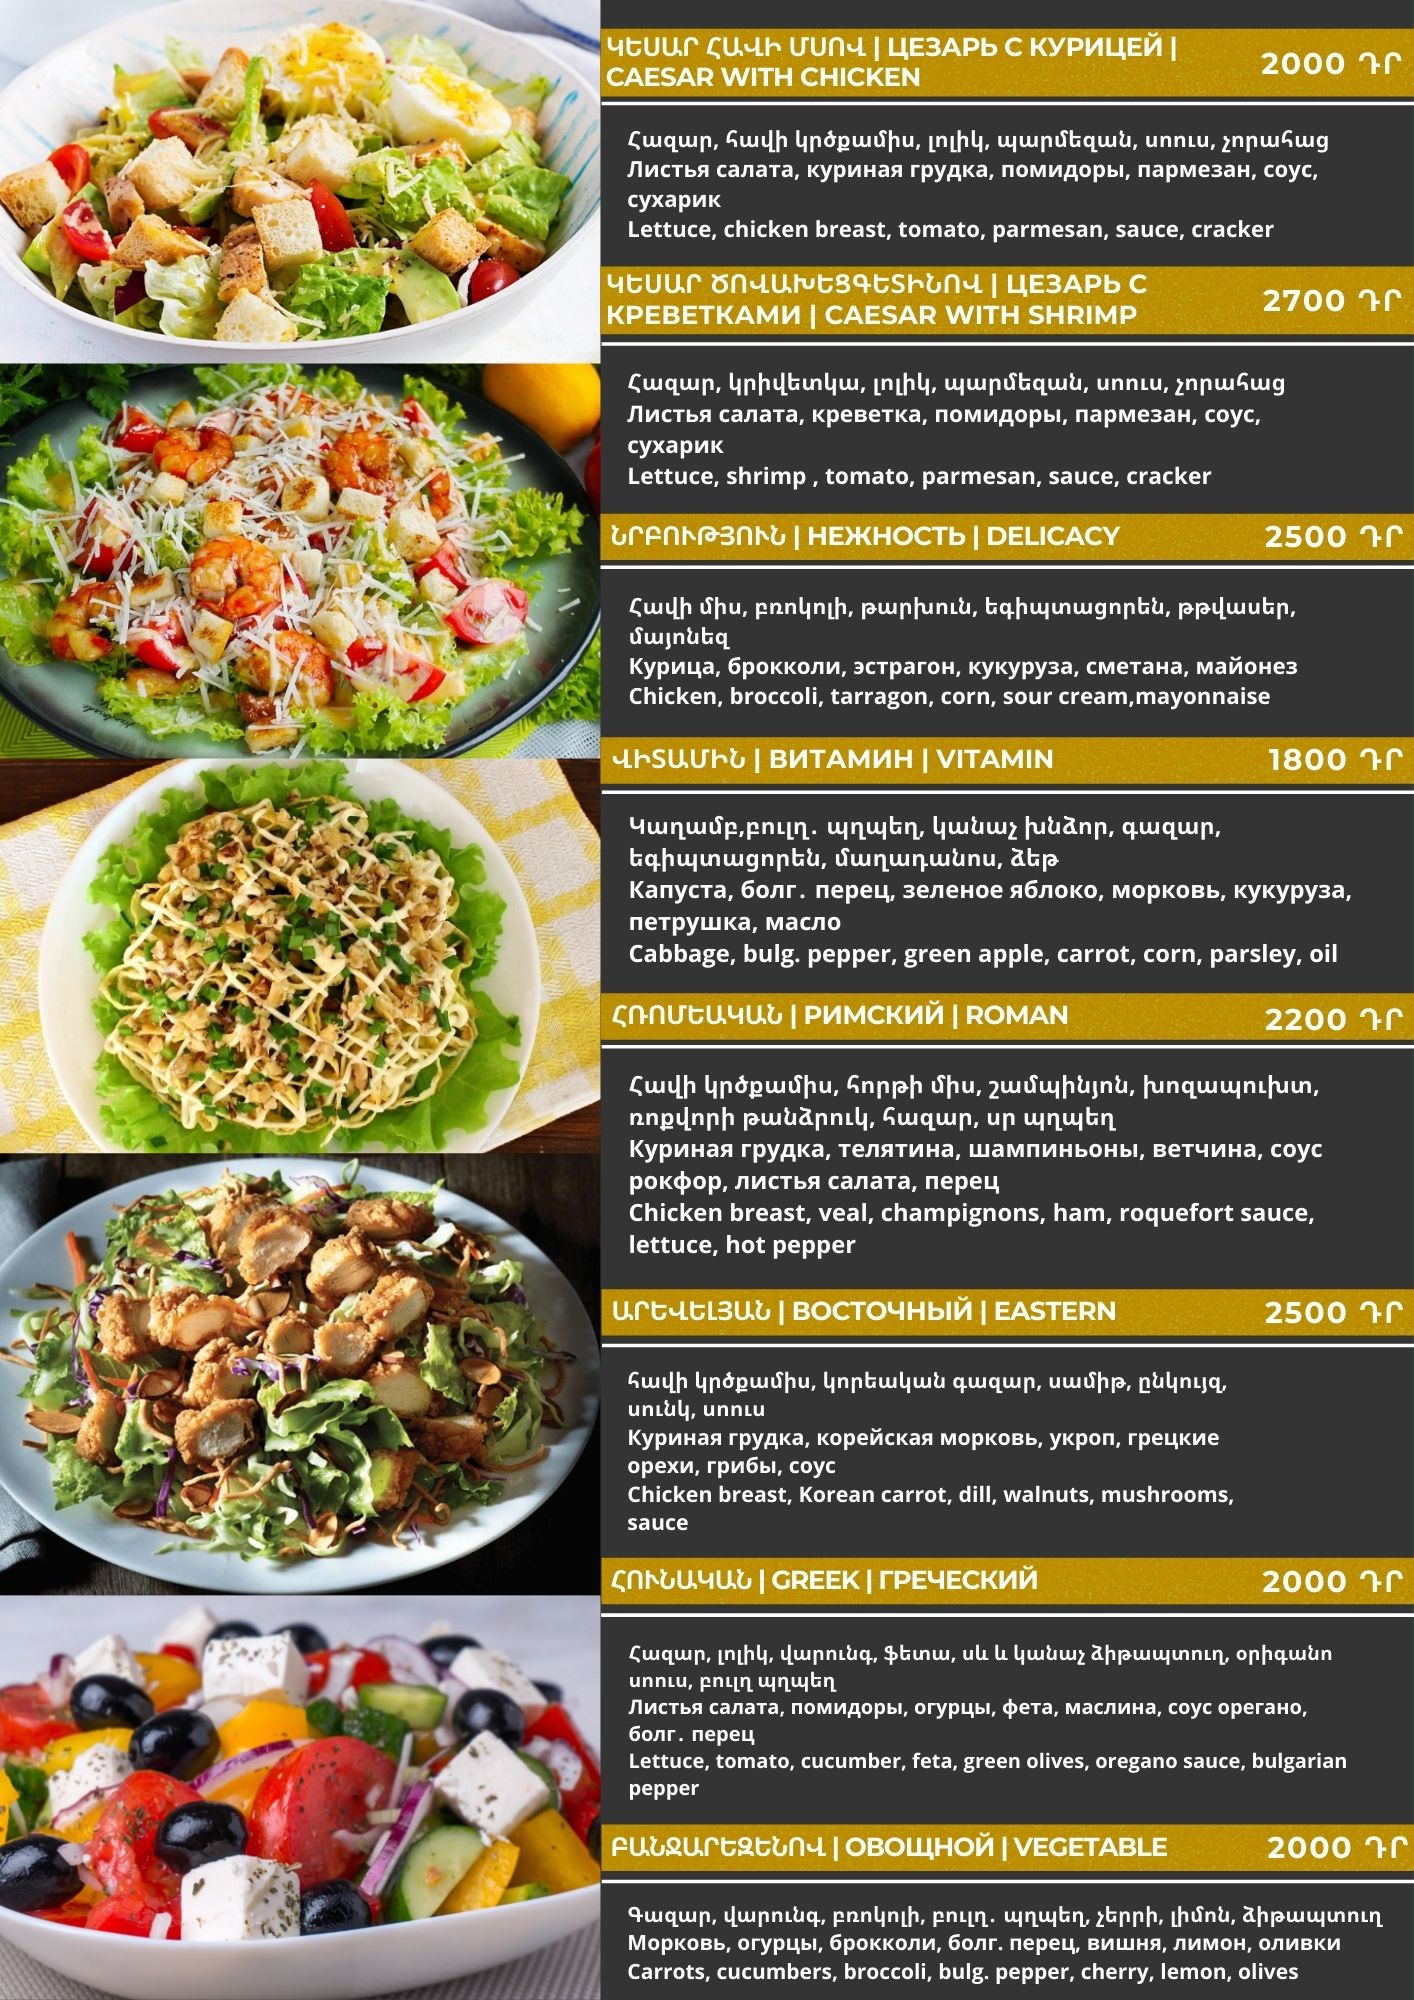 ԿԵՍԱՐ ՀԱՎԻ ՄՍՈՎ | ЦЕЗАРЬ С КУРИЦЕЙ |
CAESAR WITH CHICKEN
2000 ԴՐ
Հազար, հավի կրծքամիս, լոլիկ, պարմեզան, սոուս, չորահաց
Листья салата, куриная грудка, помидоры, пармезан, соус,
сухарик
Lettuce, chicken breast, tomato, parmesan, sauce, cracker
ԿԵՍԱՐ ԾՈՎԱԽԵՑԳԵՏԻՆՈՎ | ЦЕЗАРЬ С
КРЕВЕТКАМИ | CAESAR WITH SHRIMP
2700 ԴՐ
Հազար, կրիվետկա, լոլիկ, պարմեզան, սոուս, չորահաց
Листья салата, креветка, помидоры, пармезан, соус,
сухарик
Lettuce, shrimp , tomato, parmesan, sauce, cracker
ՆՐԲՈՒԹՅՈՒՆ | НЕЖНОСТЬ | DELICACY
2500 ԴՐ
Հավի միս, բռոկոլի, թարխուն, եգիպտացորեն, թթվասեր,
մայոնեզ
Курица, брокколи, эстрагон, кукуруза, сметана, майонез
Chicken, broccoli, tarragon, corn, sour cream,mayonnaise
ՎԻՏԱՄԻՆ | ВИТАМИН | VITAMIN
1800 ԴՐ
Կաղամբ,բուլղ․ պղպեղ, կանաչ խնձոր, գազար,
եգիպտացորեն, մաղադանոս, ձեթ
Капуста, болг․ перец, зеленое яблоко, морковь, кукуруза,
петрушка, масло
Cabbage, bulg. pepper, green apple, carrot, corn, parsley, oil
ՀՌՈՄԵԱԿԱՆ | РИМСКИЙ | ROMAN
2200 ԴՐ
Հավի կրծքամիս, հորթի միս, շամպինյոն, խոզապուխտ,
ռոքվորի թանձրուկ, հազար, սր պղպեղ
Куриная грудка, телятина, шампиньоны, ветчина, соус
рокфор, листья салата, перец
Chicken breast, veal, champignons, ham, roquefort sauce,
lettuce, hot pepper
ԱՐԵՎԵԼՅԱՆ | ВОСТОЧНЫЙ | EASTERN
2500 ԴՐ
հավի կրծքամիս, կորեական գազար, սամիթ, ընկույզ,
սունկ, սոուս
Куриная грудка, корейская морковь, укроп, грецкие
орехи, грибы, соус
Chicken breast, Korean carrot, dill, walnuts, mushrooms,
sauce
ՀՈՒՆԱԿԱՆ | GREEK | ГРЕЧЕСКИЙ
2000 ԴՐ
Հազար, լոլիկ, վարունգ, ֆետա, սև և կանաչ ձիթապտուղ, օրիգանո
սոուս, բուլղ պղպեղ
Листья салата, помидоры, огурцы, фета, маслина, соус орегано,
болг․ перец
Lettuce, tomato, cucumber, feta, green olives, oregano sauce, bulgarian
pepper
ԲԱՆՋԱՐԵԶԵՆՈՎ | ОВОЩНОЙ | VEGETABLE
2000 ԴՐ
Գազար, վարունգ, բռոկոլի, բուլղ․ պղպեղ, չերրի, լիմոն, ձիթապտուղ
Морковь, огурцы, брокколи, болг. перец, вишня, лимон, оливки
Carrots, cucumbers, broccoli, bulg. pepper, cherry, lemon, olives